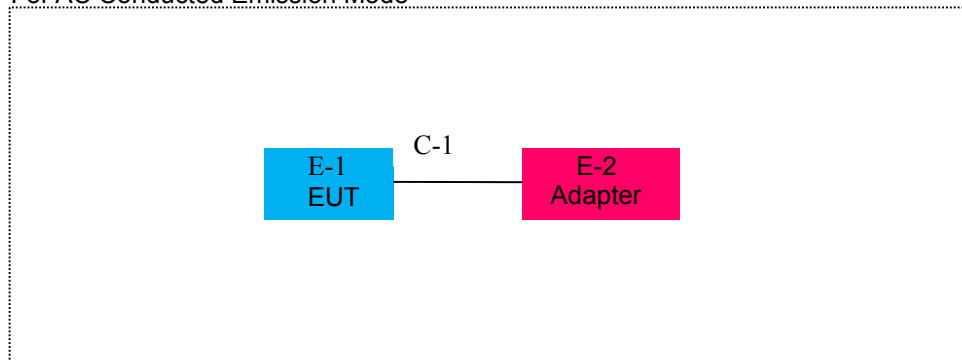 For AC Conducted Emission Mode
C-1
E-1
EUT
E-2
Adapter